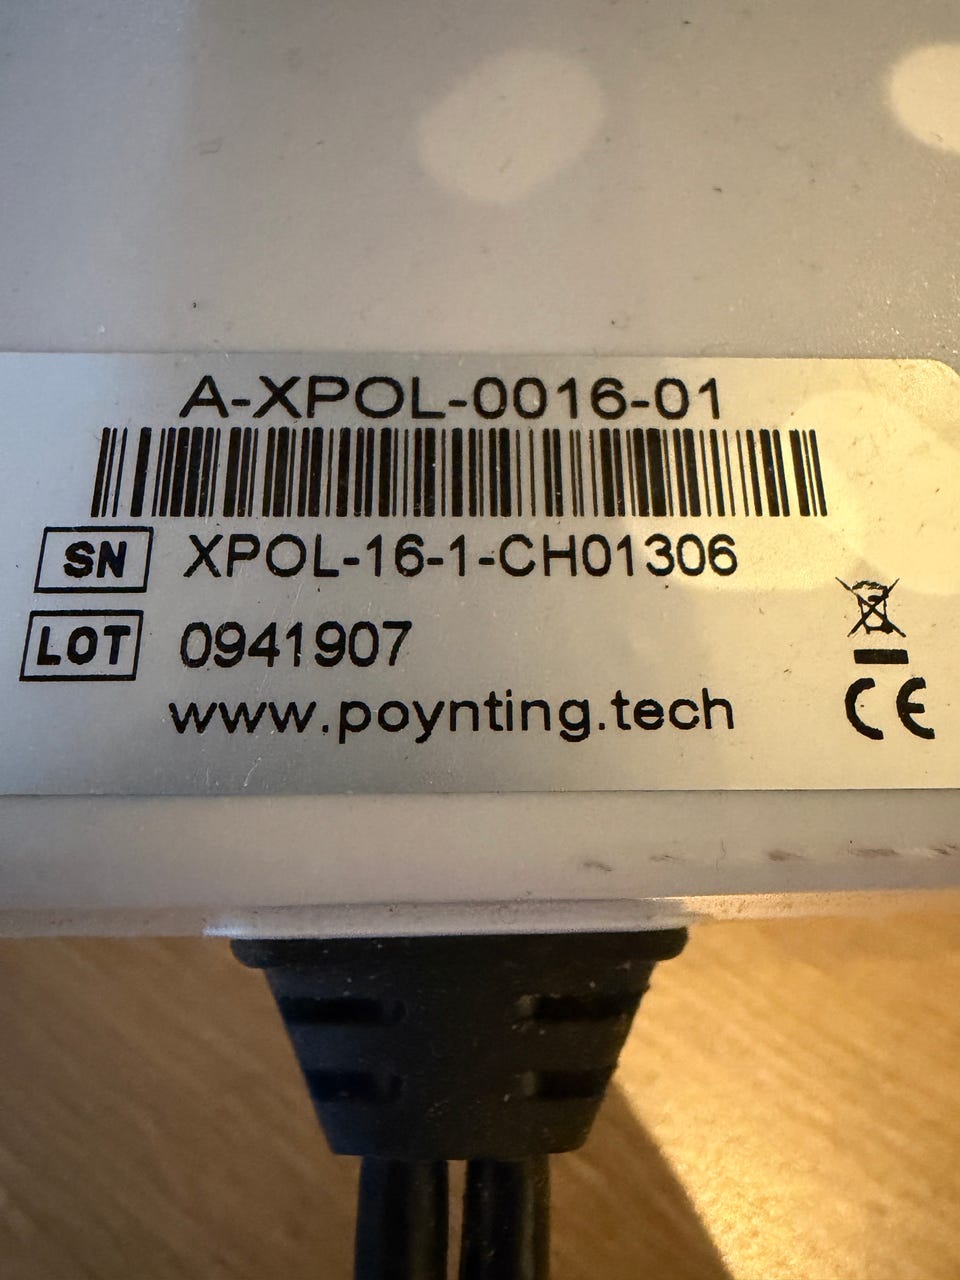 A-XPOL-0016-01
SN XPOL-16-1-CH01306
LOT 0941907
www.poynting.tech
CE